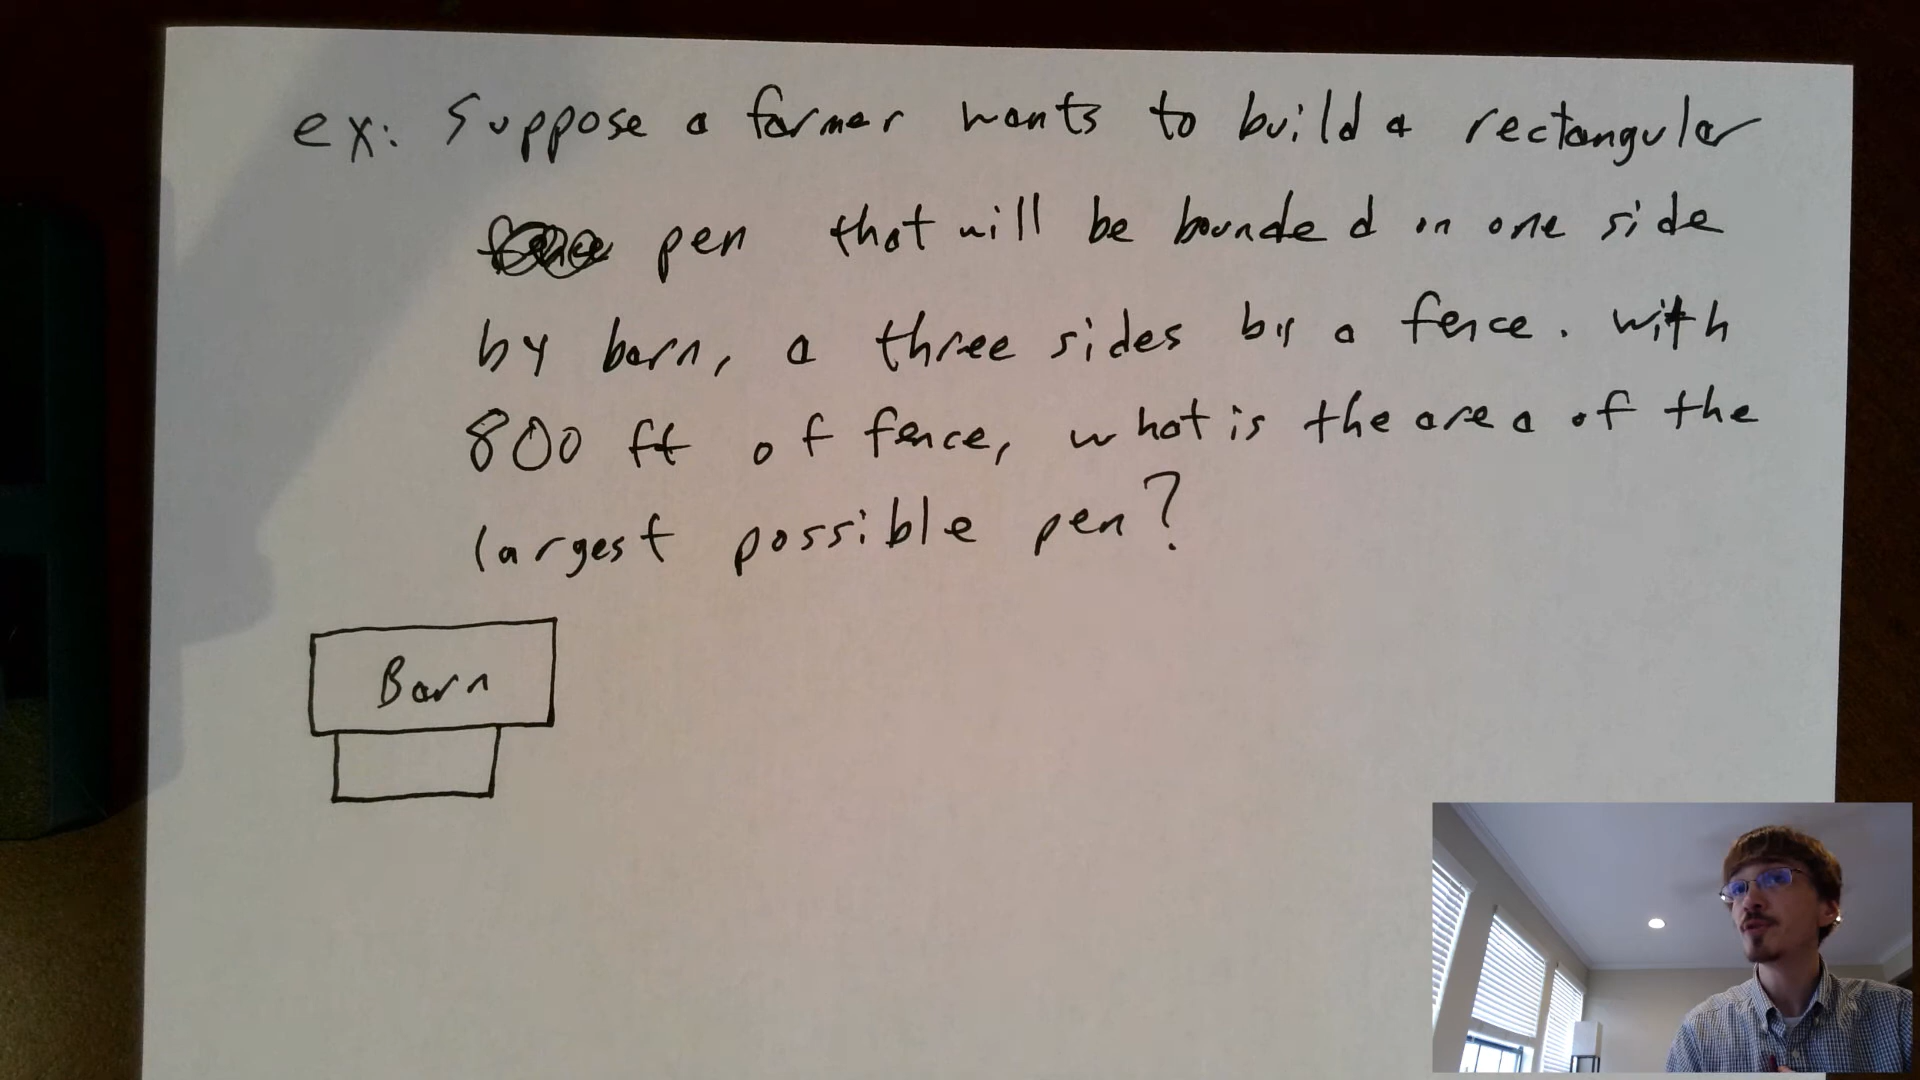 ex: Suppose a farmer wants to build a rectangular
pen that will be bounded on one side
by barn, a three sides by a fence. With
800 ft of fence, what is the area of the
largest possible pen?
Barn